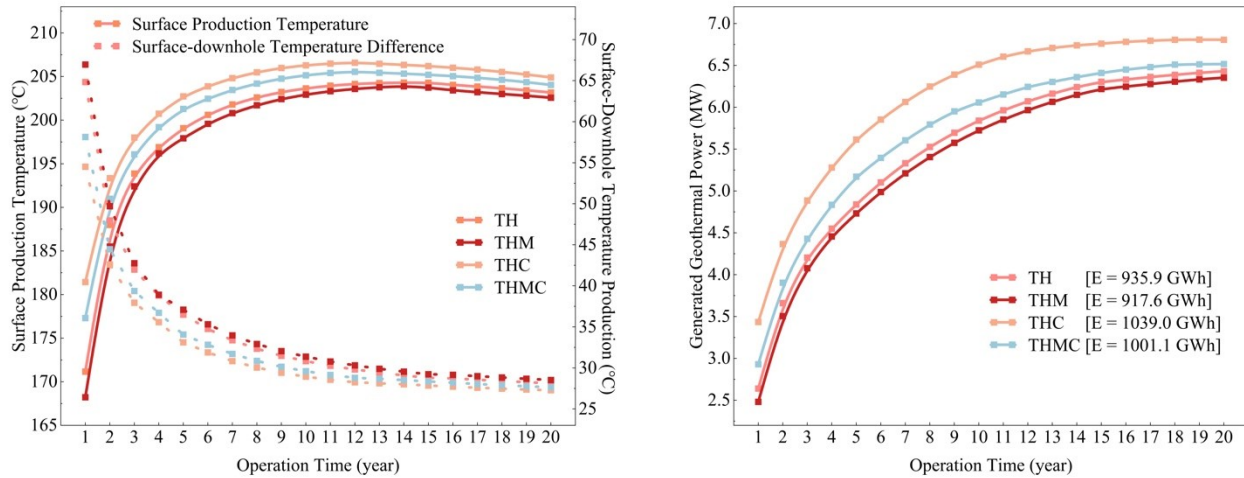 Surface Production Temperature
Surface-downhole Temperature Difference
210
205
200
195
190
185
180
175
170
165
Surface Production Temperature (°C)
70
65
60
55
50
45
40
35
30
25
Surface-Downhole Temperature Production (°C)
TH
THM
THC
THMC
1 2 3 4 5 6 7 8 9 10 11 12 13 14 15 16 17 18 19 20
Operation Time (year)
7.0
6.5
6.0
5.5
5.0
4.5
4.0
3.5
3.0
2.5
Generated Geothermal Power (MW)
TH [E = 935.9 GWh]
THM [E = 917.6 GWh]
THC [E = 1039.0 GWh]
THMC [E = 1001.1 GWh]
1 2 3 4 5 6 7 8 9 10 11 12 13 14 15 16 17 18 19 20
Operation Time (year)